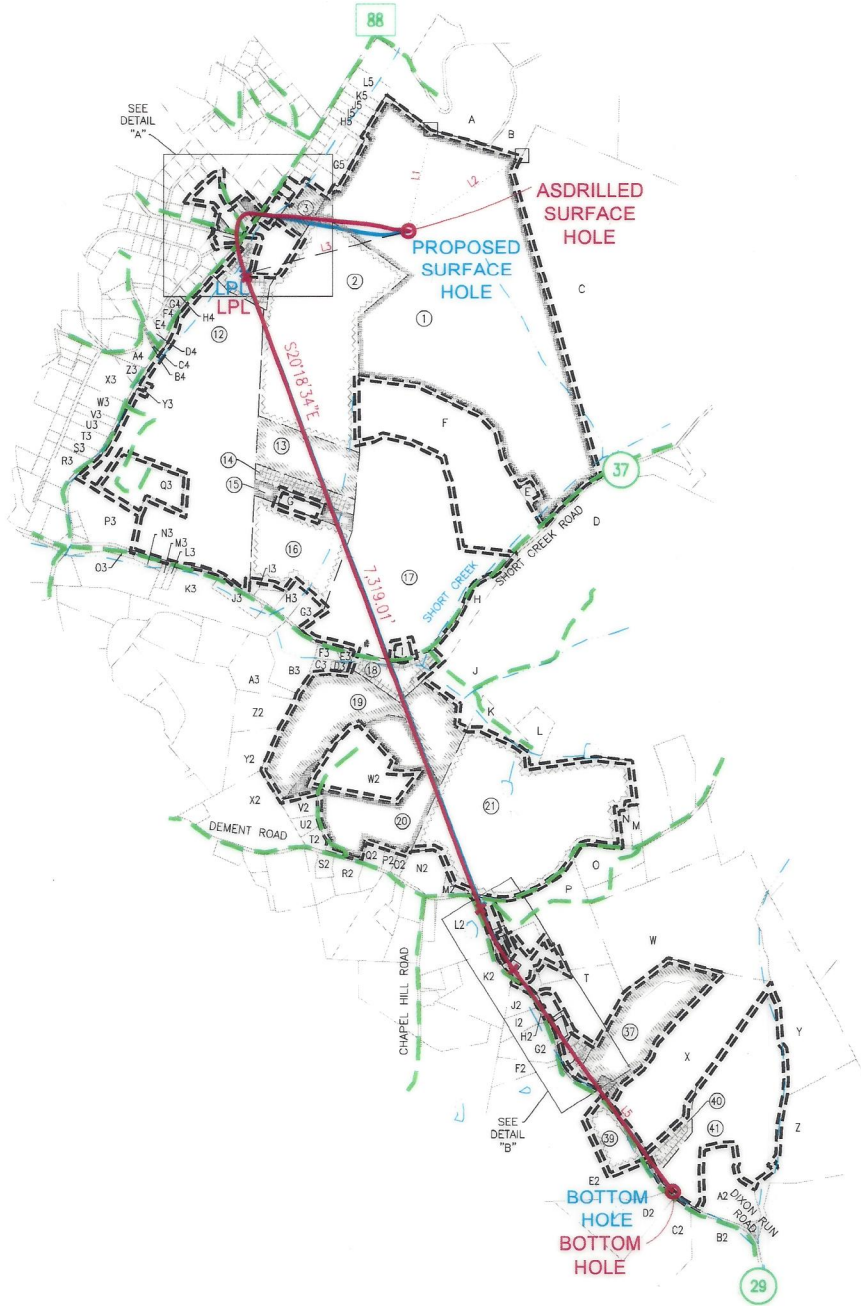 88
SEE
DETAIL
"A"
L5
K5
J5
I5
H5
A
B
G5
L1
L2
3
ASDRILLED
SURFACE
HOLE
L3
PROPOSED
SURFACE
HOLE
2
C
LPL
LPL
G4
F4
H4
E4
12
1
D4
A4
C4
Z3
B4
X3
Y3
S20°18'34"E
W3
V3
U3
T3
S3
R3
F
13
14
37
15
Q3
G
E
P3
D
SHORT CREEK ROAD
N3
M3
L3
16
O3
I3
K3
J3
H3
17
7,319.01'
SHORT CREEK
H
G3
F3
E3
I
C3
D3
18
B3
J
A3
19
Z2
K
L
Y2
W2
X2
V2
20
21
N
M
DEMENT ROAD
U2
T2
S2
Q2
P2
O2
N2
R2
O
M2
P
L2
W
CHAPEL HILL ROAD
K2
T
J2
I2
H2
37
Y
G2
X
F2
40
SEE
DETAIL
"B"
L5
41
Z
39
E2
A2
DIXON RUN
ROAD
BOTTOM
HOLE
D2
C2
B2
BOTTOM
HOLE
29